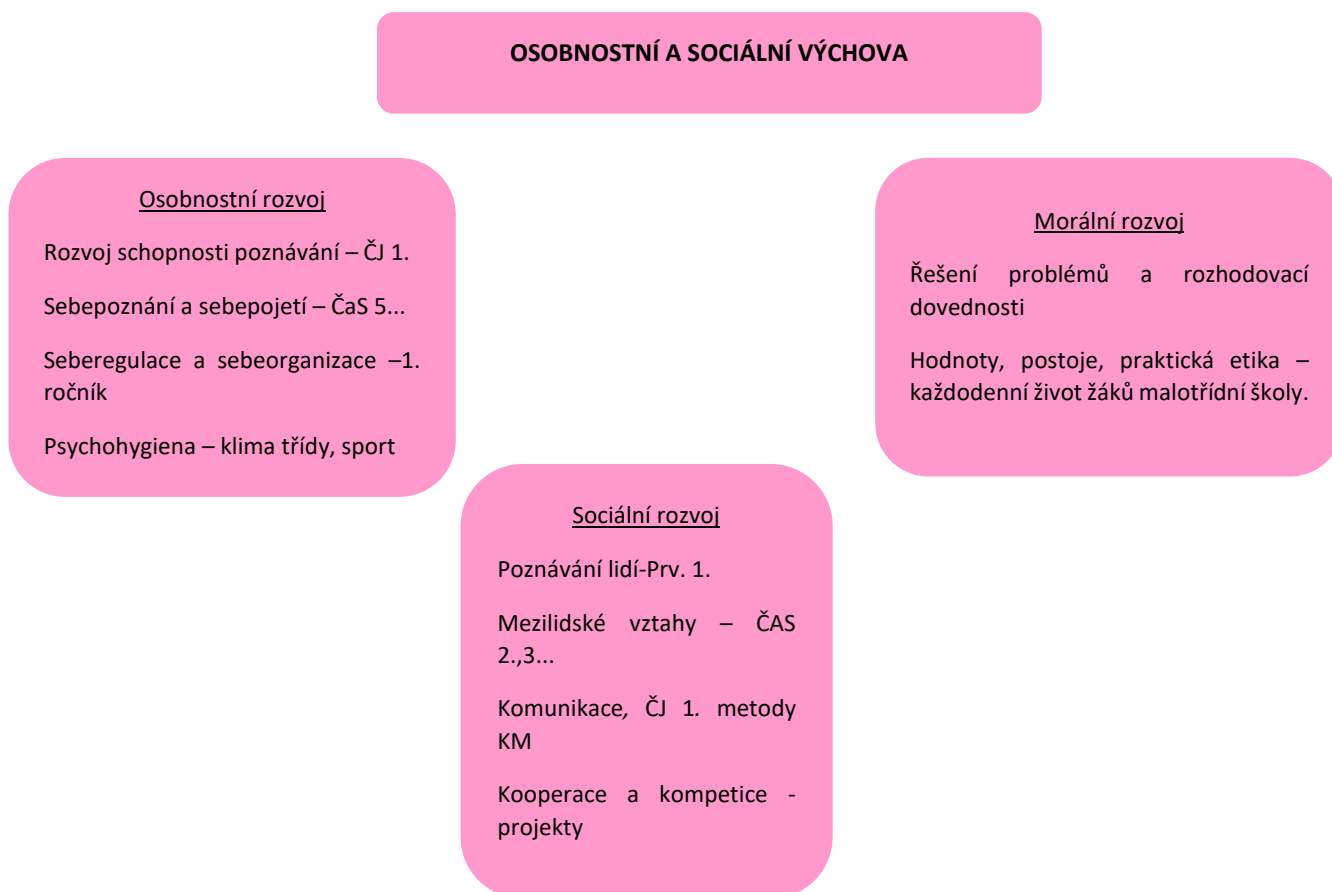 OSOBNOSTNÍ A SOCIÁLNÍ VÝCHOVA
Osobnostní rozvoj
Rozvoj schopnosti poznávání – ČJ 1.
Sebepoznání a sebepojetí – ČaS 5...
Seberegulace a sebeorganizace –1.
ročník
Psychohygiena – klima třídy, sport
Morální rozvoj
Řešení problémů a rozhodovací
dovednosti
Hodnoty, postoje, praktická etika –
každodenní život žáků malotřídní školy.
Sociální rozvoj
Poznávání lidí-Prv. 1.
Mezilidské vztahy – ČAS
2.,3...
Komunikace, ČJ 1. metody
KM
Kooperace a kompetice -
projekty